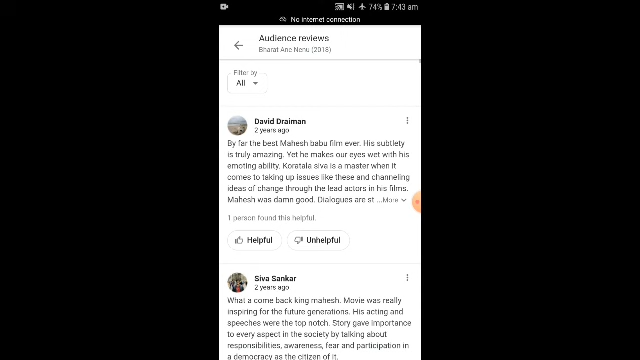 74% 7:43 am
No internet connection
Audience reviews
Bharat Ane Nenu (2018)
Filter by
All
David Draiman
2 years ago
By far the best Mahesh babu film ever. His subtlety
is truly amazing. Yet he makes our eyes wet with his
emoting ability. Koratala siva is a master when it
comes to taking up issues like these and channeling
ideas of change through the lead actors in his films.
Mahesh was damn good. Dialogues are st ...More
1 person found this helpful.
Helpful Unhelpful
Siva Sankar
2 years ago
What a come back king mahesh. Movie was really
inspiring for the future generations. His acting and
speeches were the top notch. Story gave importance
to every aspect in the society by talking about
responsibilities, awareness, fear and participation in
a democracy as the citizen of it.